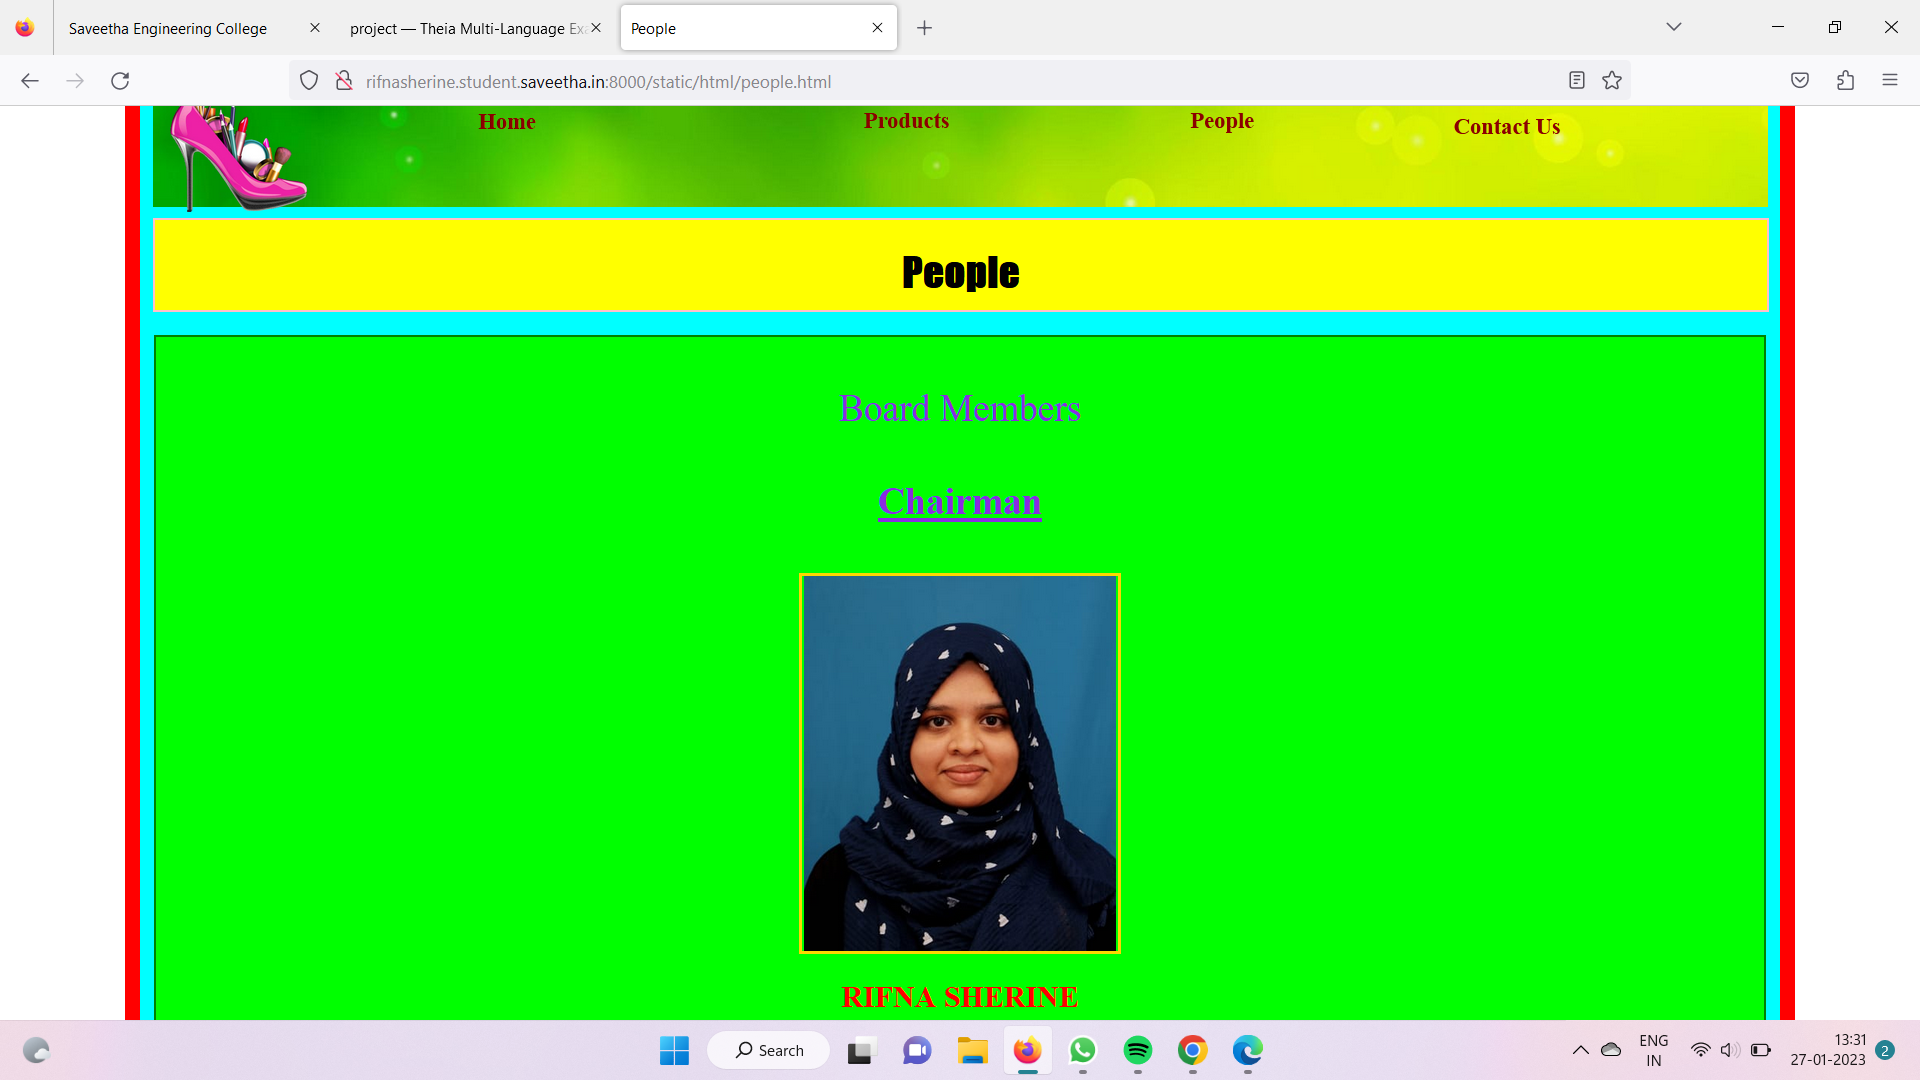 Saveetha Engineering College
project — Theia Multi-Language Exa
People
rifnasherine.student.saveetha.in:8000/static/html/people.html
Home
Products
People
Contact Us
People
Board Members
Chairman
RIFNA SHERINE
Search
ENG
IN
13:31
27-01-2023
2